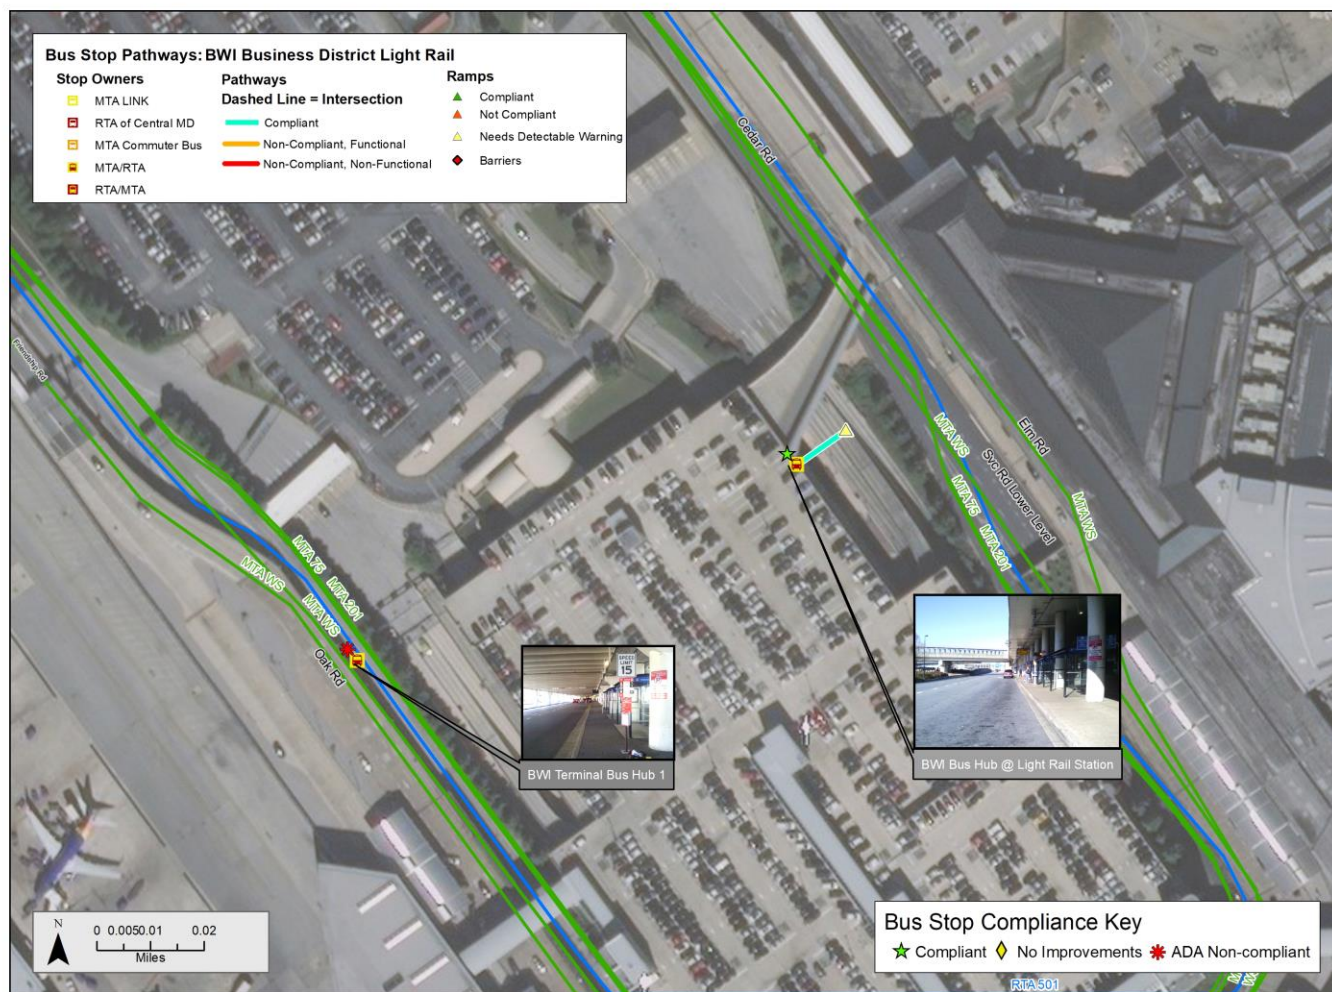 Bus Stop Pathways: BWI Business District Light Rail
Stop Owners
MTA LINK
RTA of Central MD
MTA Commuter Bus
MTA/RTA
RTA/MTA
Pathways
Dashed Line = Intersection
Compliant
Non-Compliant, Functional
Non-Compliant, Non-Functional
Ramps
Compliant
Not Compliant
Needs Detectable Warning
Barriers
Cedar Rd
Friendship Rd
Elm Rd
MTA WS
Svc Rd Lower Level
MTA 75
MTA 201
MTA WS
MTA 75
MTA 201
MTA WS
MTA WS
Oak Rd
SPEED
LIMIT
15
BWI Terminal Bus Hub 1
BWI Bus Hub @ Light Rail Station
N
0 0.005 0.01 0.02
Miles
Bus Stop Compliance Key
Compliant
No Improvements
ADA Non-compliant
RTA 501